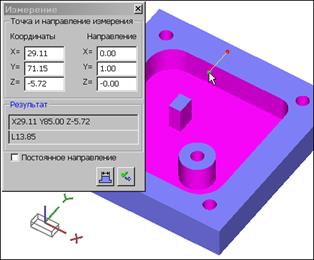 Измерение
Точка и направление измерения
Координаты Направление
X= 29.11 X= 0.00
Y= 71.15 Y= 1.00
Z= -5.72 Z= -0.00
Результат
X29.11 Y85.00 Z-5.72
L13.85
Постоянное направление
Y
X